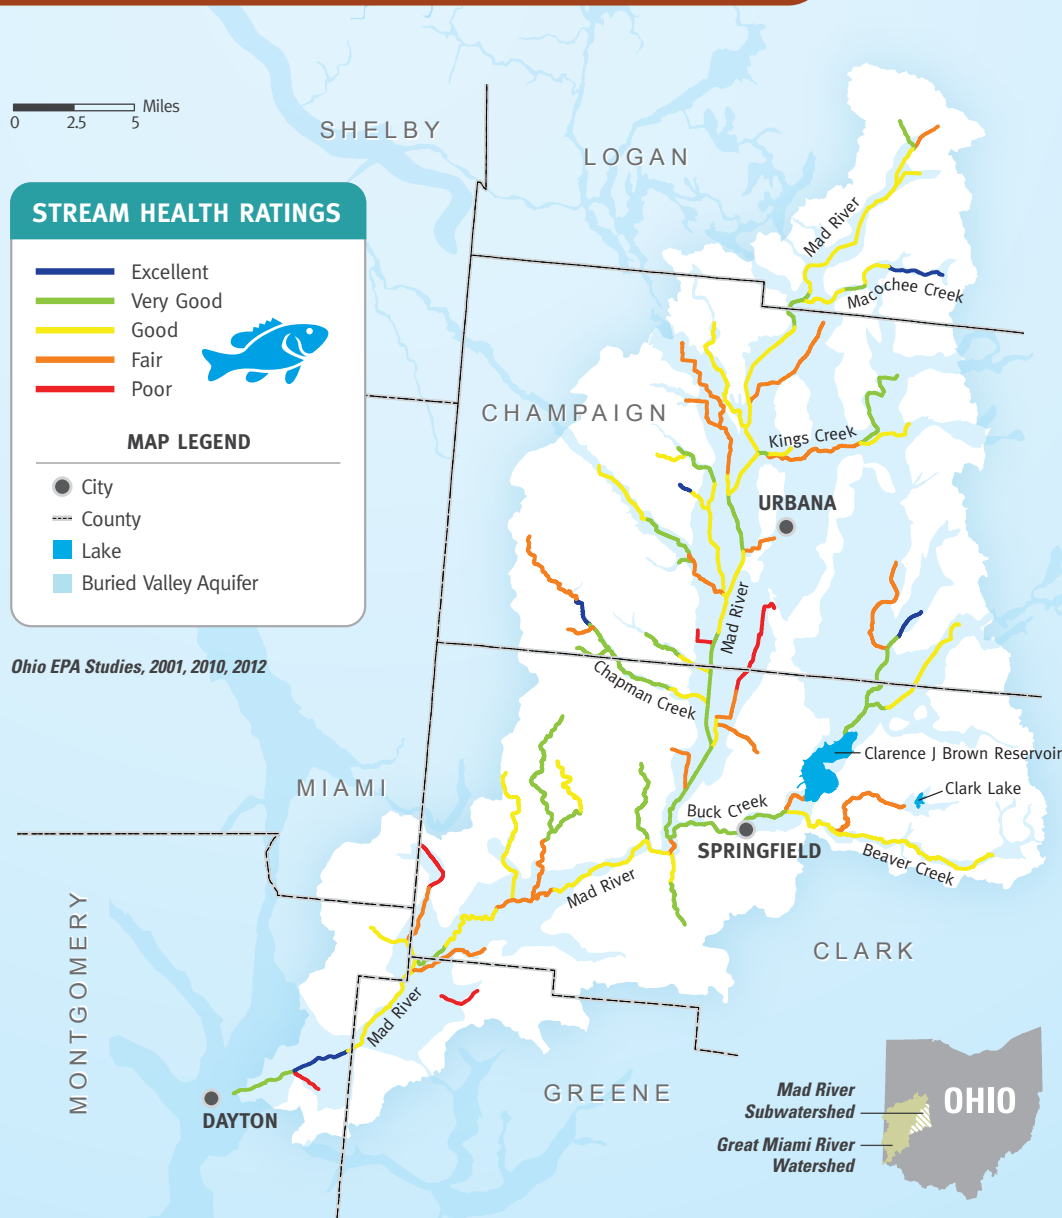 Miles
0 2.5 5
SHELBY
LOGAN
STREAM HEALTH RATINGS
Excellent
Very Good
Good
Fair
Poor
MAP LEGEND
City
County
Lake
Buried Valley Aquifer
Ohio EPA Studies, 2001, 2010, 2012
Mad River
Macochee Creek
CHAMPAIGN
Kings Creek
URBANA
Mad River
Chapman Creek
Clarence J Brown Reservoir
Clark Lake
MIAMI
Buck Creek
SPRINGFIELD
Beaver Creek
Mad River
CLARK
MONTGOMERY
Mad River
GREENE
DAYTON
OHIO
Mad River
Subwatershed
Great Miami River
Watershed